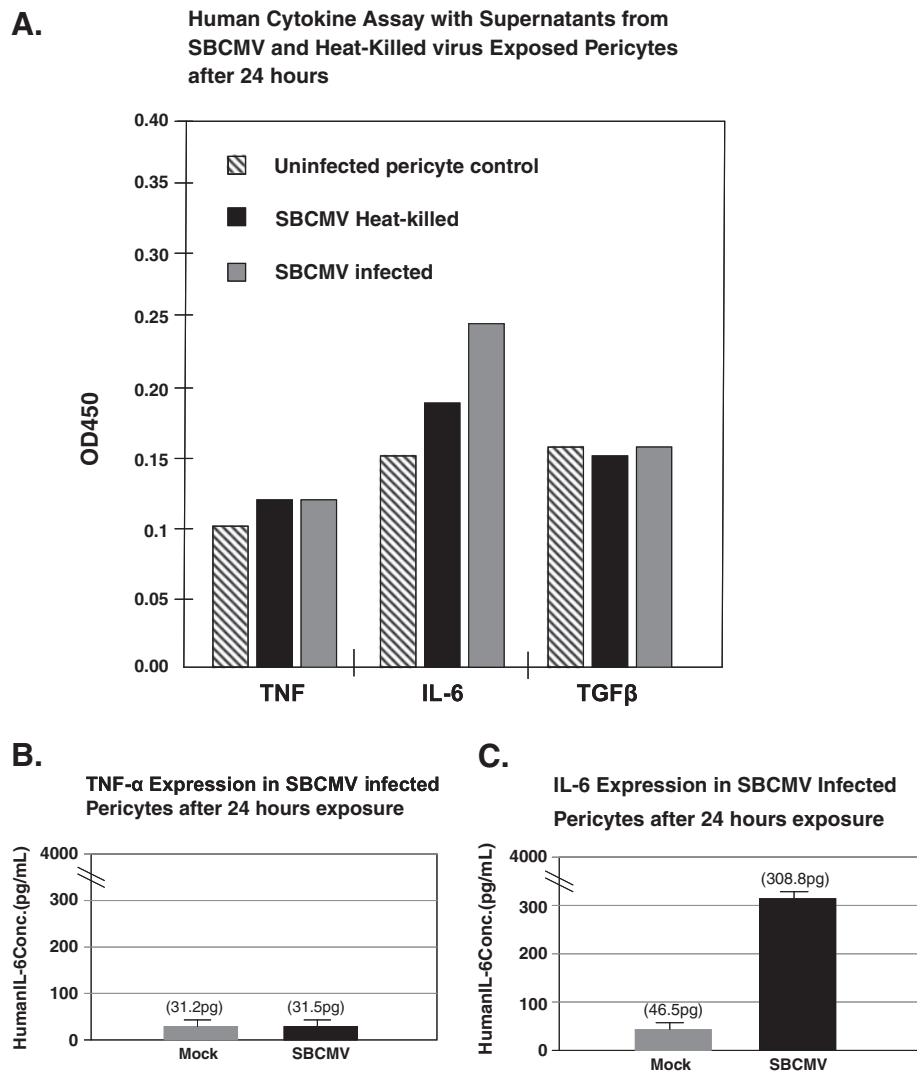 A.
Human Cytokine Assay with Supernatants from
SBCMV and Heat-Killed virus Exposed Pericytes
after 24 hours
0.40
0.35
0.30
0.25
0.20
0.15
0.1
0.05
0.00
OD450
Uninfected pericyte control
SBCMV Heat-killed
SBCMV infected
TNF
IL-6
TGFβ
B.
TNF-α Expression in SBCMV infected
Pericytes after 24 hours exposure
HumanIL-6Conc.(pg/mL)
4000
300
200
100
0
(31.2pg)
(31.5pg)
Mock
SBCMV
C.
IL-6 Expression in SBCMV Infected
Pericytes after 24 hours exposure
HumanIL-6Conc.(pg/mL)
4000
300
200
100
0
(46.5pg)
(308.8pg)
Mock
SBCMV